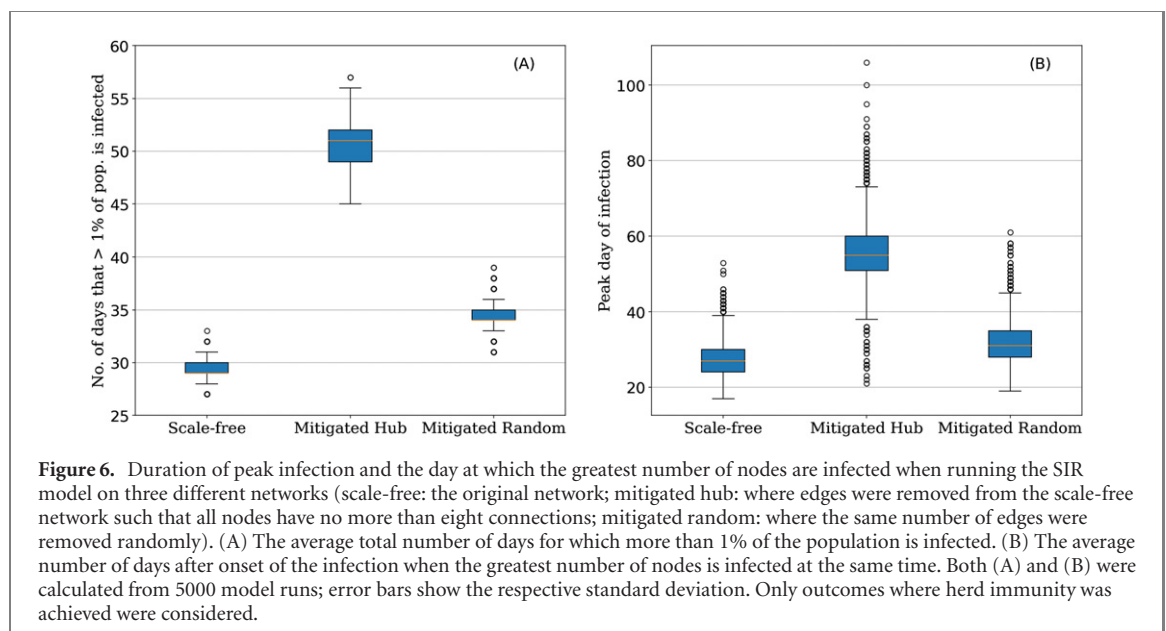 (A)
No. of days that > 1% of pop. is infected
60
55
50
45
40
35
30
25
Scale-free
Mitigated Hub
Mitigated Random
(B)
Peak day of infection
100
80
60
40
20
Scale-free
Mitigated Hub
Mitigated Random
Figure 6. Duration of peak infection and the day at which the greatest number of nodes are infected when running the SIR
model on three different networks (scale-free: the original network; mitigated hub: where edges were removed from the scale-free
network such that all nodes have no more than eight connections; mitigated random: where the same number of edges were
removed randomly). (A) The average total number of days for which more than 1% of the population is infected. (B) The average
number of days after onset of the infection when the greatest number of nodes is infected at the same time. Both (A) and (B) were
calculated from 5000 model runs; error bars show the respective standard deviation. Only outcomes where herd immunity was
achieved were considered.